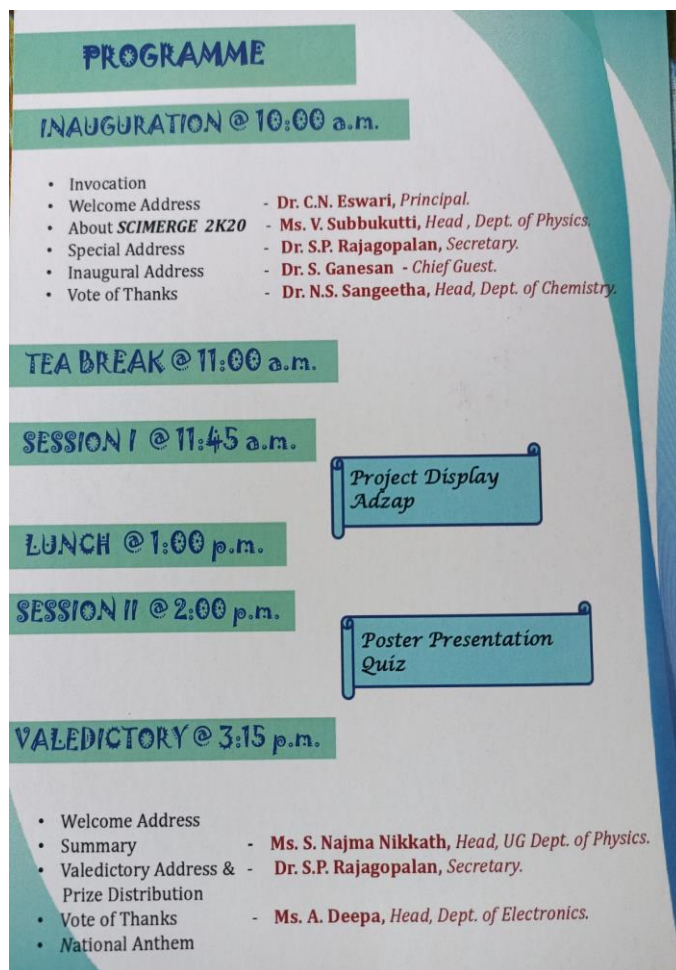 PROGRAMME
INAUGURATION @ 10:00 a.m.
• Invocation
• Welcome Address - Dr. C.N. Eswari, Principal.
• About SCIMERGE 2K20 - Ms. V. Subbukutti, Head , Dept. of Physics.
• Special Address - Dr. S.P. Rajagopalan, Secretary.
• Inaugural Address - Dr. S. Ganesan - Chief Guest.
• Vote of Thanks - Dr. N.S. Sangeetha, Head, Dept. of Chemistry.
TEA BREAK @ 11:00 a.m.
SESSION I @ 11:45 a.m.
Project Display
Adzap
LUNCH @ 1:00 p.m.
SESSION II @ 2:00 p.m.
Poster Presentation
Quiz
VALEDICTORY @ 3:15 p.m.
• Welcome Address
• Summary - Ms. S. Najma Nikkath, Head, UG Dept. of Physics.
• Valedictory Address & - Dr. S.P. Rajagopalan, Secretary.
Prize Distribution
• Vote of Thanks - Ms. A. Deepa, Head, Dept. of Electronics.
• National Anthem